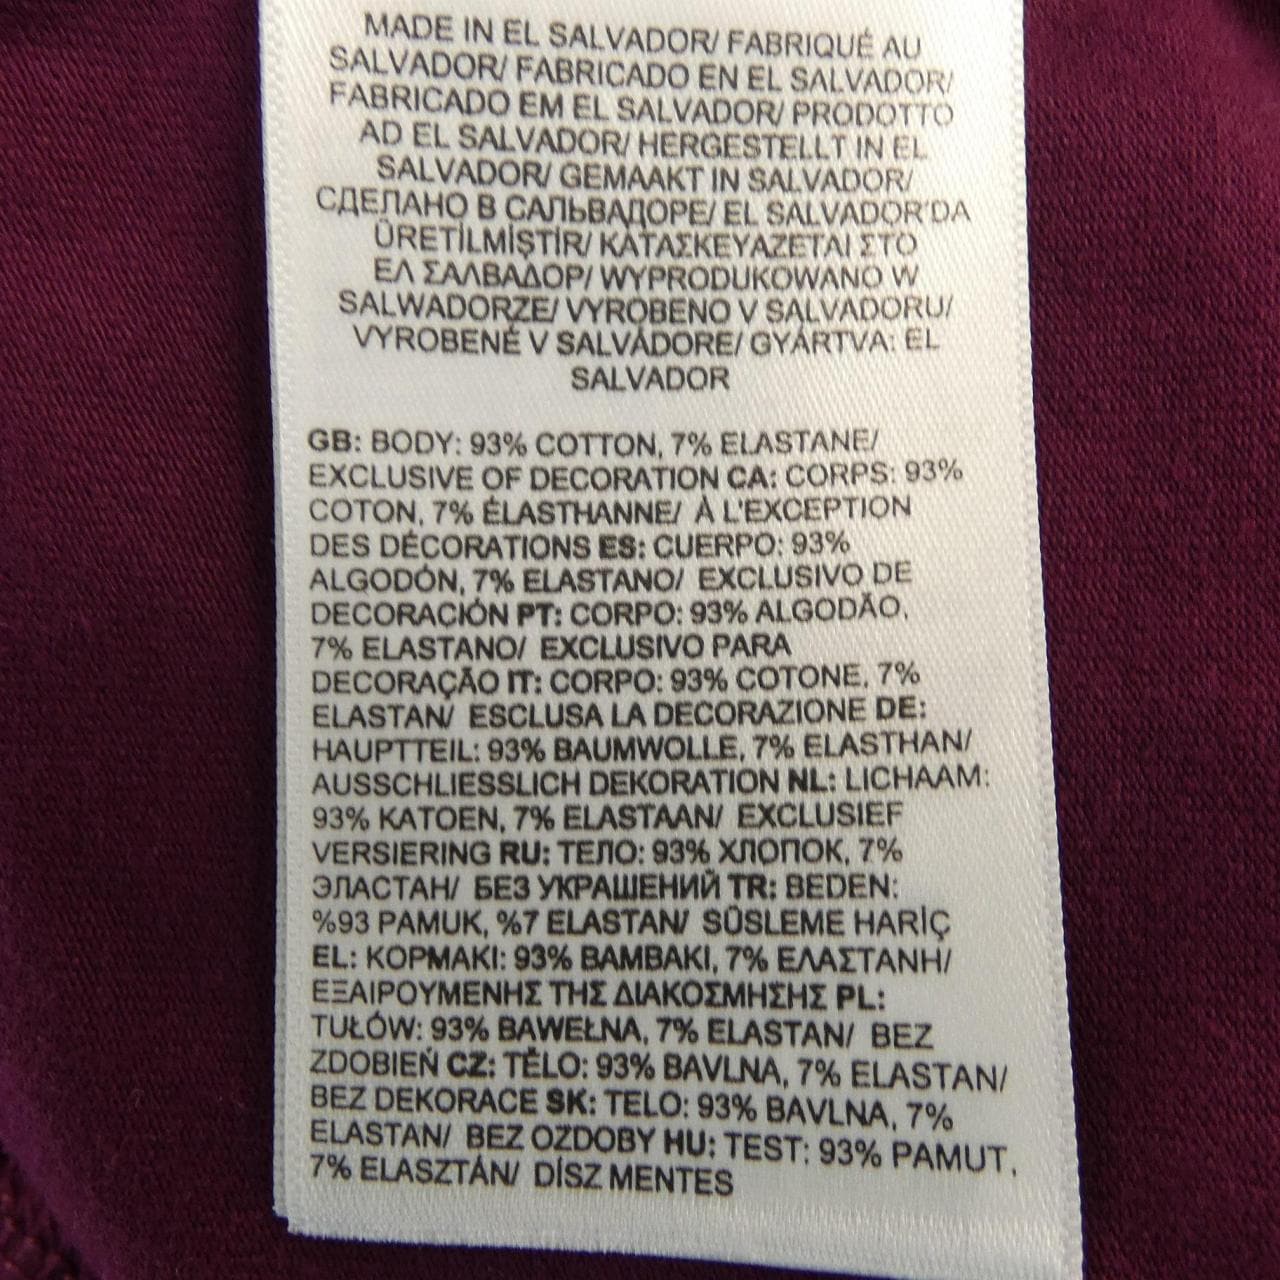 MADE IN EL SALVADOR/ FABRIQUÉ AU
SALVADOR/ FABRICADO EN EL SALVADOR/
FABRICADO EM EL SALVADOR/ PRODOTTO
AD EL SALVADOR/ HERGESTELLT IN EL
SALVADOR/ GEMAAKT IN SALVADOR/
СДЕЛАНО В САЛЬВАДОРЕ/ EL SALVADOR'DA
ÜRETİLMİŞTİR/ ΚΑΤΑΣΚΕΥΑΖΕΤΑΙ ΣΤΟ
ΕΛ ΣΑΛΒΑΔΟΡ/ WYPRODUKOWANO W
SALWADORZE/ VYROBENO V SALVADORU/
VYROBENÉ V SALVÁDORE/ GYÁRTVA: EL
SALVADOR
GB: BODY: 93% COTTON, 7% ELASTANE/
EXCLUSIVE OF DECORATION CA: CORPS: 93%
COTON, 7% ÉLASTHANNE/ À L'EXCEPTION
DES DÉCORATIONS ES: CUERPO: 93%
ALGODÓN, 7% ELASTANO/ EXCLUSIVO DE
DECORACIÓN PT: CORPO: 93% ALGODÃO,
7% ELASTANO/ EXCLUSIVO PARA
DECORAÇÃO IT: CORPO: 93% COTONE, 7%
ELASTAN/ ESCLUSA LA DECORAZIONE DE:
HAUPTTEIL: 93% BAUMWOLLE, 7% ELASTHAN/
AUSSCHLIESSLICH DEKORATION NL: LICHAAM:
93% KATOEN, 7% ELASTAAN/ EXCLUSIEF
VERSIERING RU: ТЕЛО: 93% ХЛОПОК, 7%
ЭЛАСТАН/ БЕЗ УКРАШЕНИЙ TR: BEDEN:
%93 PAMUK, %7 ELASTAN/ SÜSLEME HARİÇ
EL: ΚΟΡΜΑΚΙ: 93% ΒΑΜΒΑΚΙ, 7% ΕΛΑΣΤΑΝΗ/
ΕΞΑΙΡΟΥΜΕΝΗΣ ΤΗΣ ΔΙΑΚΟΣΜΗΣΗΣ PL:
TUŁÓW: 93% BAWEŁNA, 7% ELASTAN/ BEZ
ZDOBIEŃ CZ: TĚLO: 93% BAVLNA, 7% ELASTAN/
BEZ DEKORACE SK: TELO: 93% BAVLNA, 7%
ELASTAN/ BEZ OZDOBY HU: TEST: 93% PAMUT,
7% ELASZTÁN/ DÍSZ MENTES